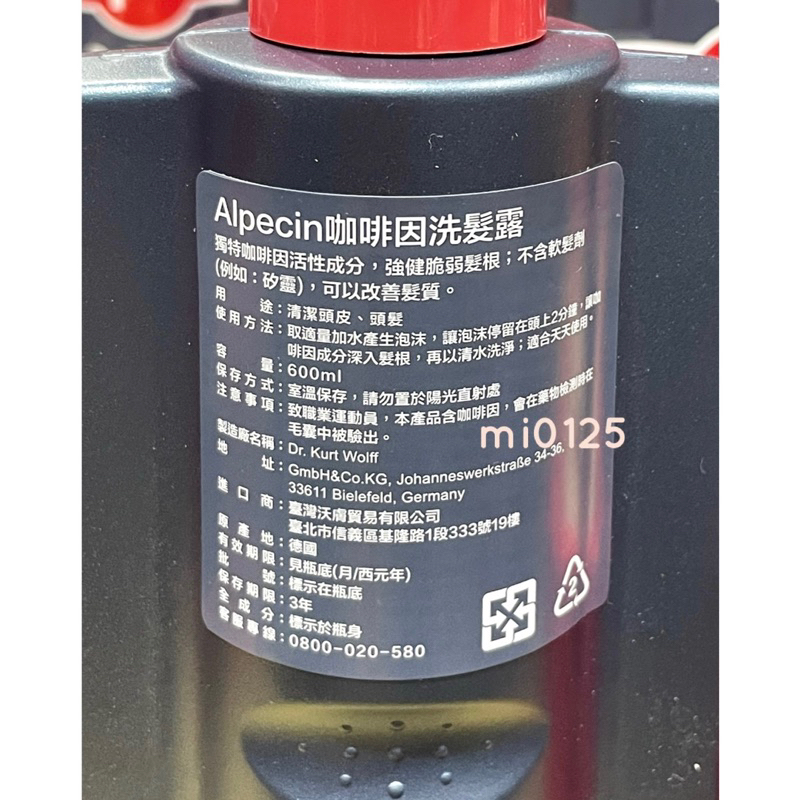 Alpecin咖啡因洗髮露
獨特咖啡因活性成分，強健脆弱髮根；不含軟髮劑
(例如：矽靈)，可以改善髮質。
用途：清潔頭皮、頭髮
使用方法：取適量加水產生泡沫，讓泡沫停留在頭上2分鐘，讓咖
啡因成分深入髮根，再以清水洗淨；適合天天使用。
容量：600ml
保存方式：室溫保存，請勿置於陽光直射處
注意事項：致職業運動員，本產品含咖啡因，會在藥物檢測時在
毛囊中被驗出。
製造廠名稱：Dr. Kurt Wolff
地址：GmbH&Co.KG, Johanneswerkstraße 34-36,
33611 Bielefeld, Germany
進口商：臺灣沃膚貿易有限公司
臺北市信義區基隆路1段333號19樓
原產地：德國
有效期限：見瓶底(月/西元年)
批號：標示在瓶底
保存期限：3年
全成分：標示於瓶身
客服專線：0800-020-580
2
mi0125